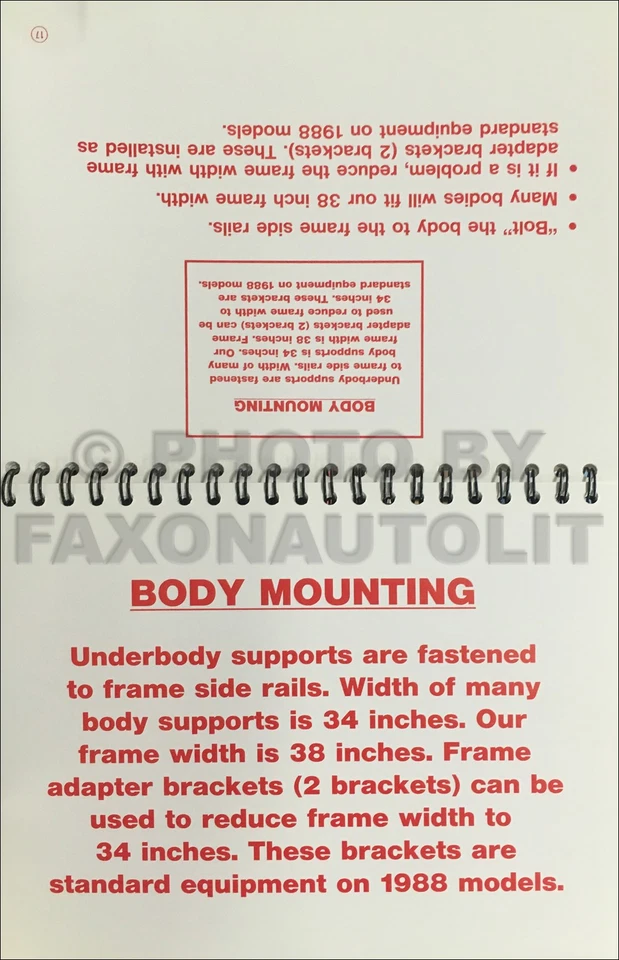 17
BODY MOUNTING
Underbody supports are fastened
to frame side rails. Width of many
body supports is 34 inches. Our
frame width is 38 inches. Frame
adapter brackets (2 brackets) can be
used to reduce frame width to
34 inches. These brackets are
standard equipment on 1988 models.
• "Bolt" the body to the frame side rails.
• Many bodies will fit our 38 inch frame width.
• If it is a problem, reduce the frame width with frame
adapter brackets (2 brackets). These are installed as
standard equipment on 1988 models.
© PHOTO BY
FAXONAUTOLIT
BODY MOUNTING
Underbody supports are fastened
to frame side rails. Width of many
body supports is 34 inches. Our
frame width is 38 inches. Frame
adapter brackets (2 brackets) can be
used to reduce frame width to
34 inches. These brackets are
standard equipment on 1988 models.